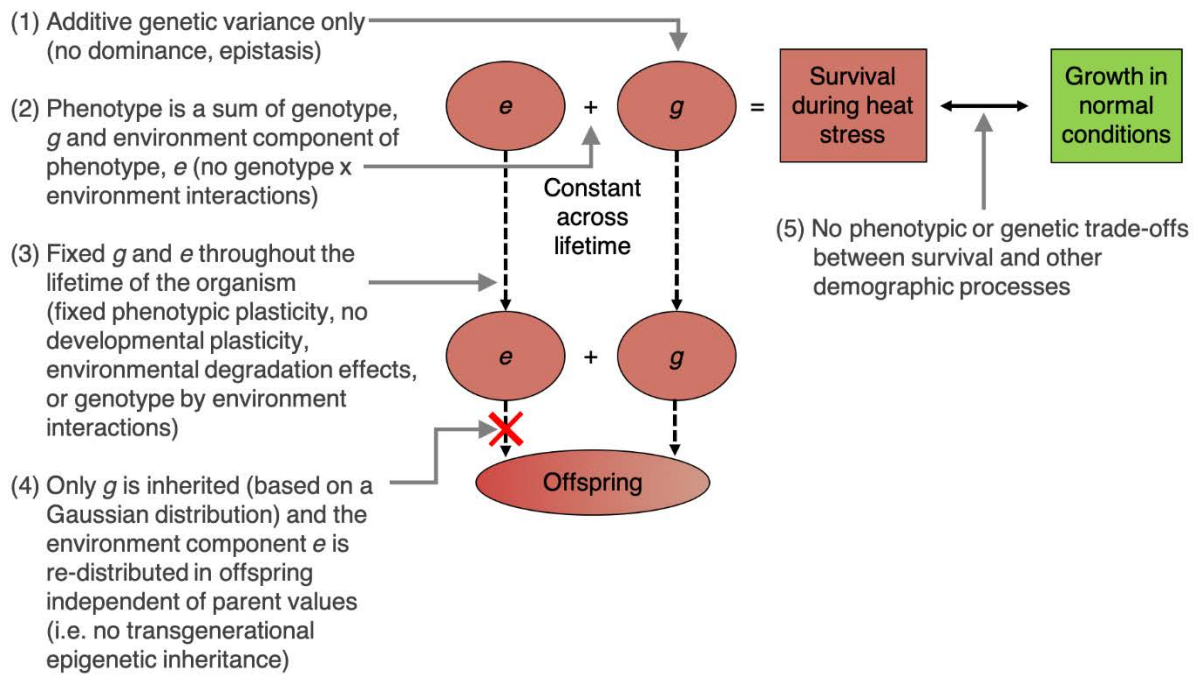 (1) Additive genetic variance only
(no dominance, epistasis)
(2) Phenotype is a sum of genotype,
g and environment component of
phenotype, e (no genotype x
environment interactions)
(3) Fixed g and e throughout the
lifetime of the organism
(fixed phenotypic plasticity, no
developmental plasticity,
environmental degradation effects,
or genotype by environment
interactions)
(4) Only g is inherited (based on a
Gaussian distribution) and the
environment component e is
re-distributed in offspring
independent of parent values
(i.e. no transgenerational
epigenetic inheritance)
e + g =
Survival
during heat
stress
Growth in
normal
conditions
Constant
across
lifetime
(5) No phenotypic or genetic trade-offs
between survival and other
demographic processes
e + g
Offspring